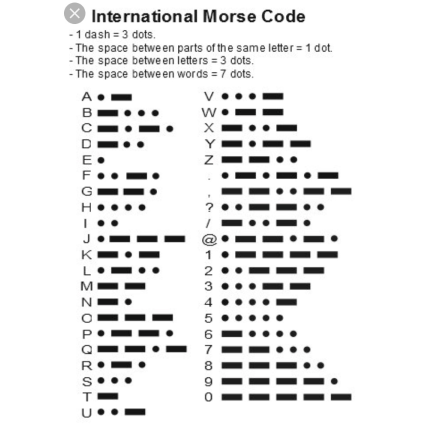 International Morse Code
- 1 dash = 3 dots.
- The space between parts of the same letter = 1 dot.
- The space between letters = 3 dots.
- The space between words = 7 dots.
A
B
C
D
E
F
G
H
I
J
K
L
M
N
O
P
Q
R
S
T
U
V
W
X
Y
Z
.
,
?
/
@
1
2
3
4
5
6
7
8
9
0